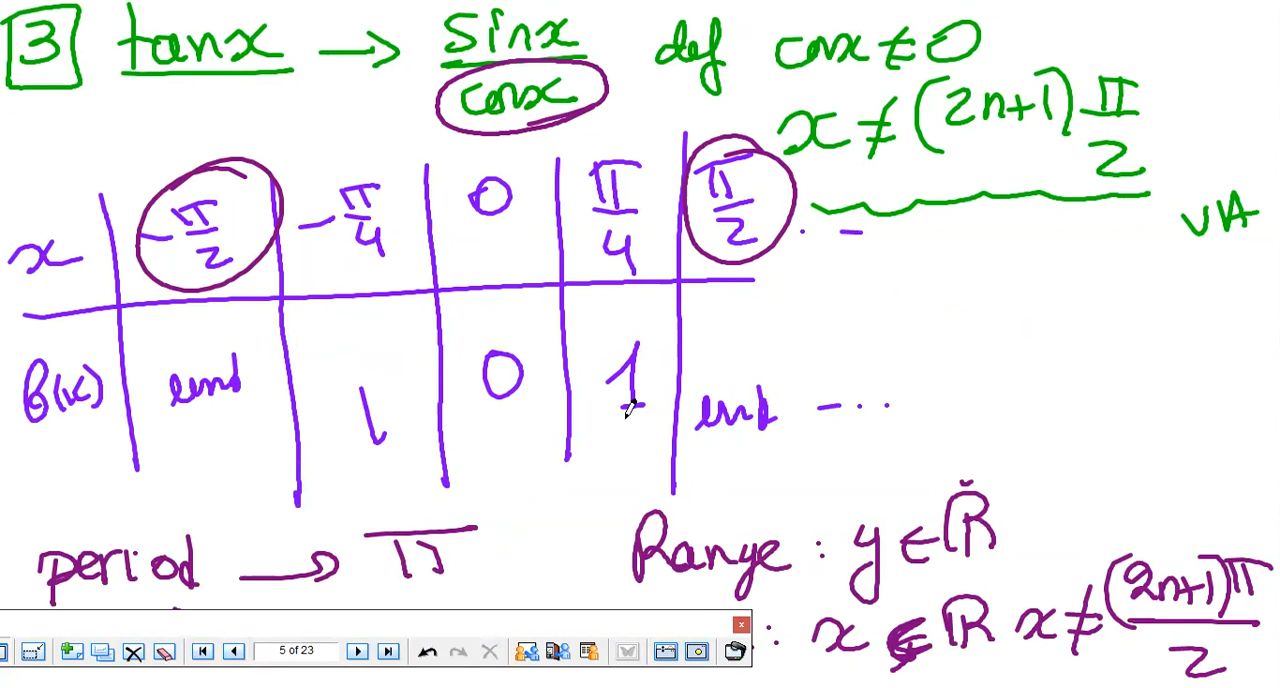 3 tanx → sinx/cosx def cosx≠0
x ≠ (2n+1) π/2
VA
x | -π/2 | -π/4 | 0 | π/4 | π/2 . --
f(x) | und | 1 | 0 | 1 | und - ...
period → π Range : y ∈ ℝ
: x ∈ ℝ x ≠ (2n+1)π/2
5 of 23